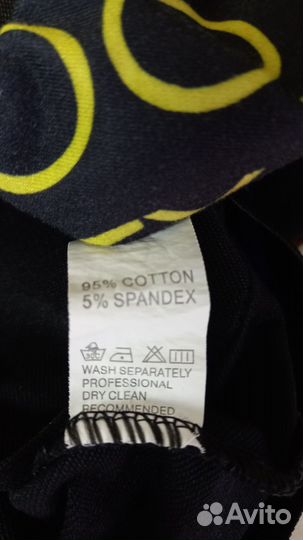 95% COTTON
5% SPANDEX
WASH SEPARATELY
PROFESSIONAL
DRY CLEAN
RECOMMENDED
Avito